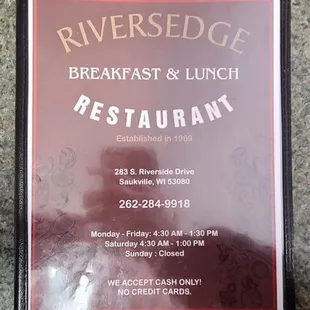 RIVERSEDGE
BREAKFAST & LUNCH
RESTAURANT
Established in 1969
283 S. Riverside Drive
Saukville, WI 53080
262-284-9918
Monday - Friday: 4:30 AM - 1:30 PM
Saturday 4:30 AM - 1:00 PM
Sunday : Closed
WE ACCEPT CASH ONLY!
NO CREDIT CARDS.